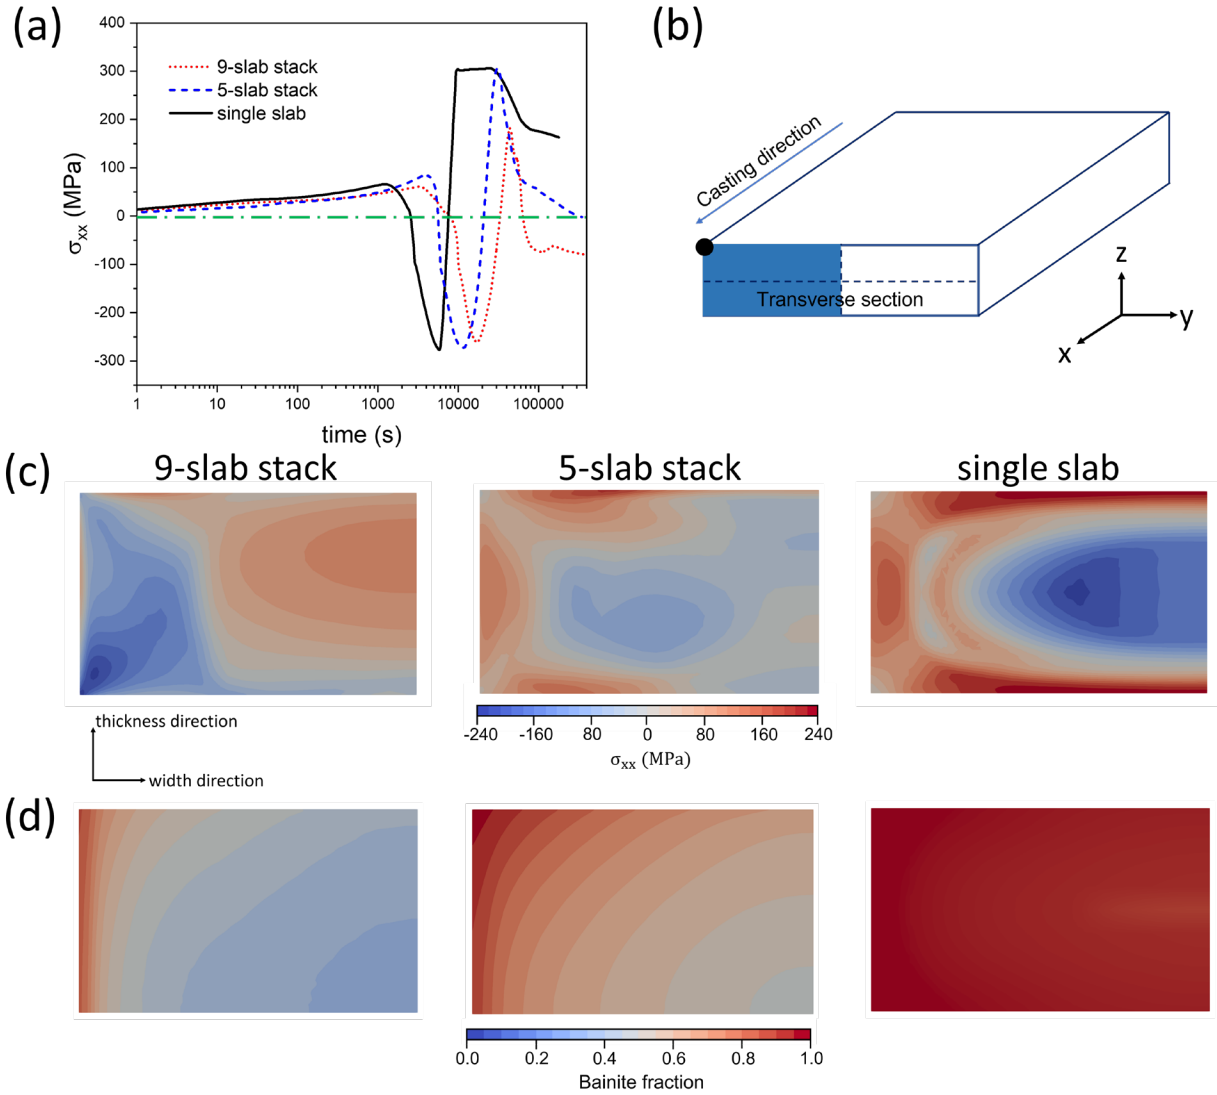 (a)
400
300
200
100
0
-100
-200
-300
σxx (MPa)
9-slab stack
5-slab stack
single slab
1 10 100 1000 10000 100000
time (s)
(b)
Casting direction
Transverse section
z
y
x
(c)
9-slab stack 5-slab stack single slab
thickness direction
width direction
-240 -160 -80 0 80 160 240
σxx (MPa)
(d)
0.0 0.2 0.4 0.6 0.8 1.0
Bainite fraction